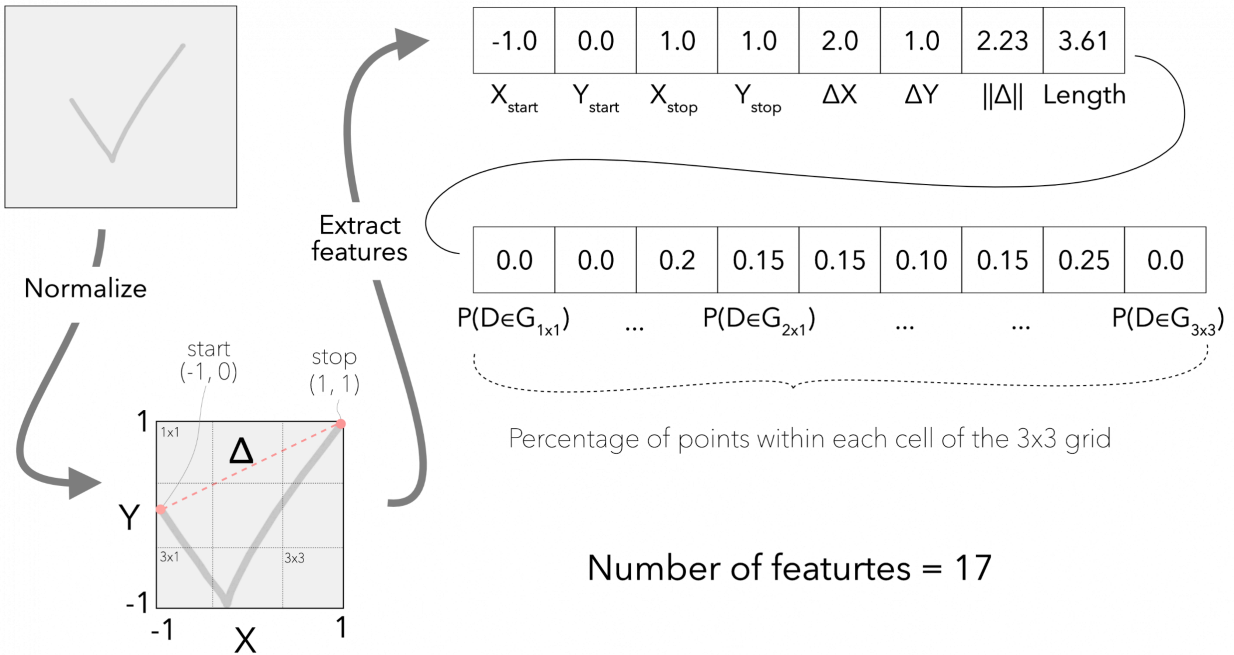 Normalize
start
(-1, 0)
stop
(1, 1)
1
1x1
Δ
Y
3x1
3x3
-1
-1
X
1
Extract
features
-1.0 0.0 1.0 1.0 2.0 1.0 2.23 3.61
Xstart Ystart Xstop Ystop ΔX ΔY ||Δ|| Length
0.0 0.0 0.2 0.15 0.15 0.10 0.15 0.25 0.0
P(D∈G1x1) ... P(D∈G2x1) ... ... P(D∈G3x3)
Percentage of points within each cell of the 3x3 grid
Number of featurtes = 17